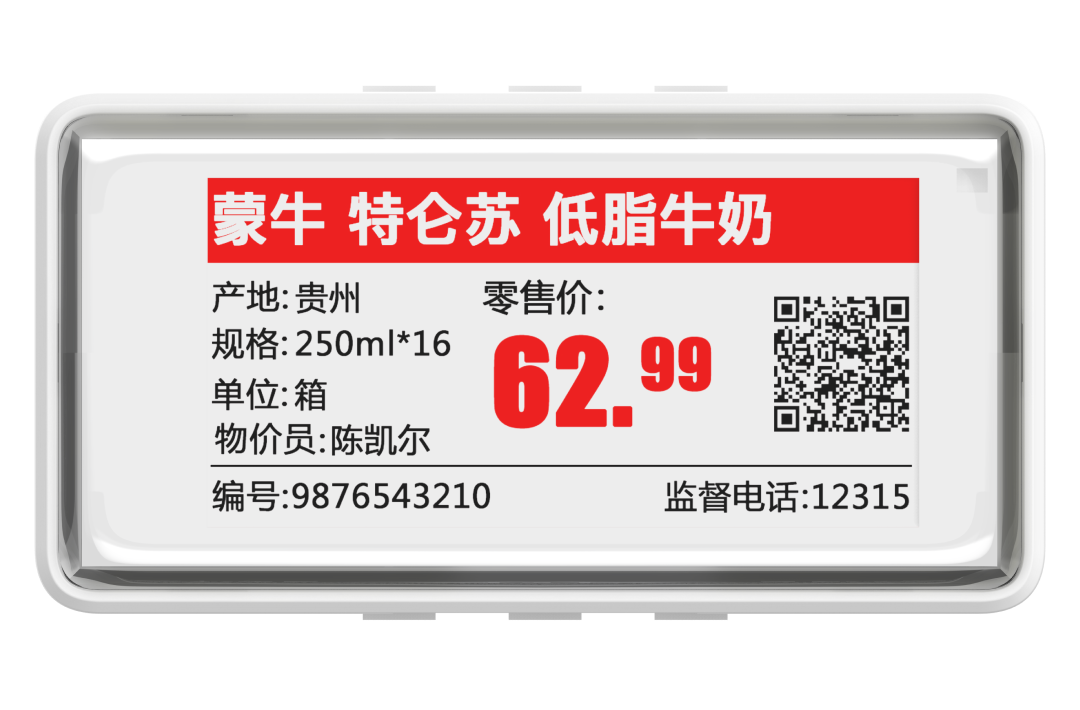 蒙牛 特仑苏 低脂牛奶
产地:贵州
规格:250ml*16
单位:箱
物价员:陈凯尔
零售价:
62.99
编号:9876543210
监督电话:12315